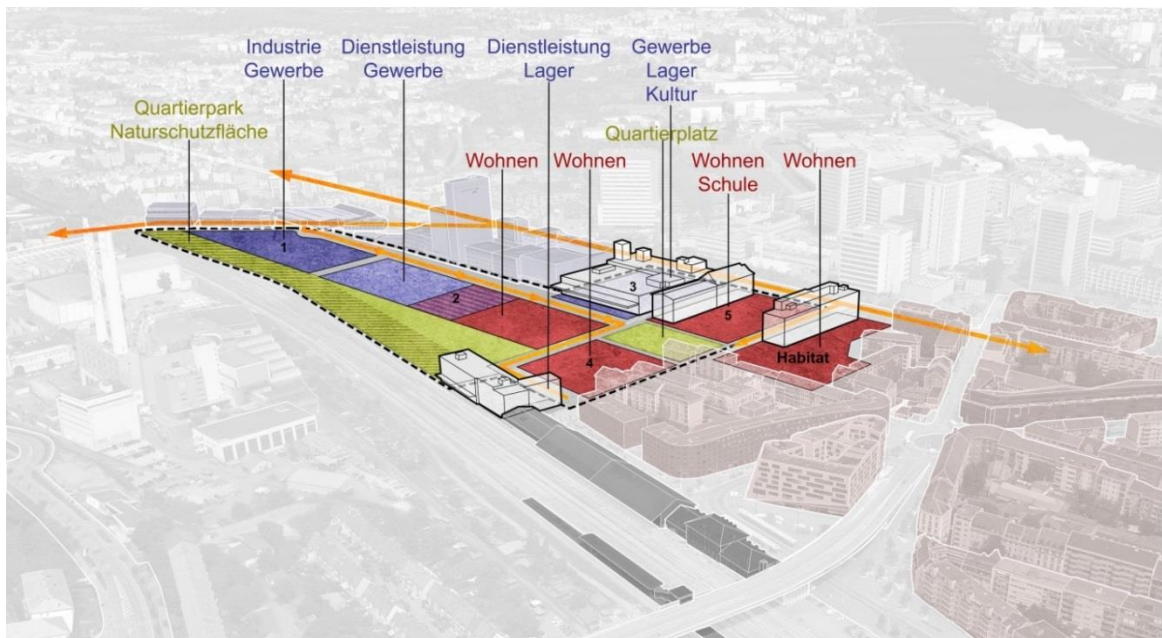 Industrie
Gewerbe
Dienstleistung
Gewerbe
Dienstleistung
Lager
Gewerbe
Lager
Kultur
Quartierpark
Naturschutzfläche
Quartierplatz
Wohnen
Wohnen
Wohnen
Schule
Wohnen
1
2
3
4
5
Habitat